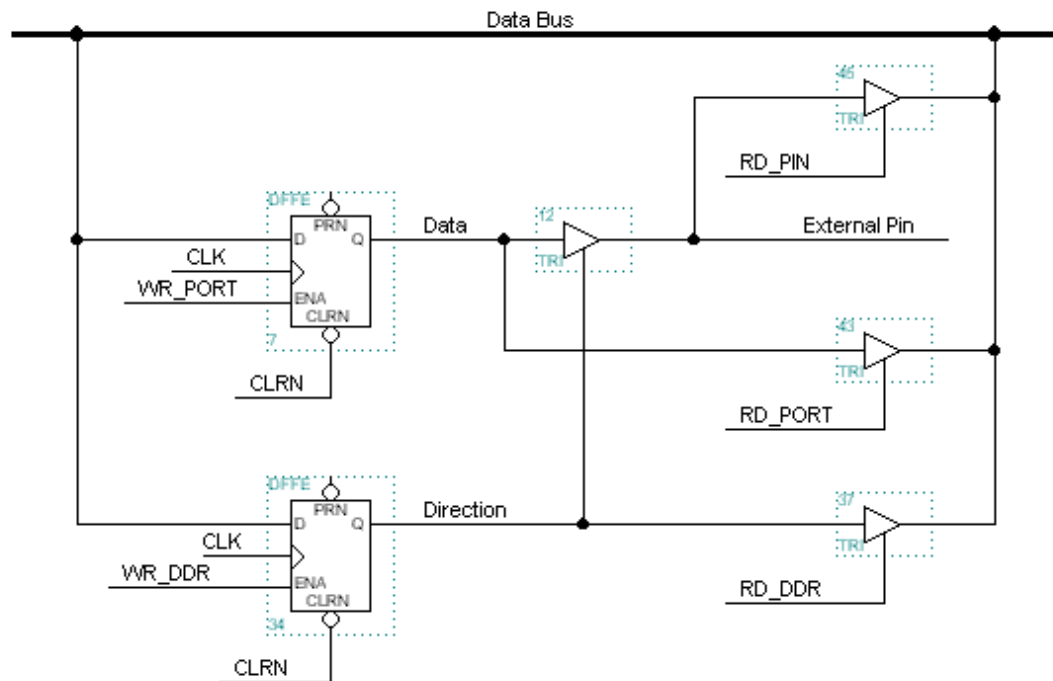 Data Bus
45
TRI
RD_PIN
DFFE
PRN
D Q
CLK
WR_PORT
ENA
CLRN
7
CLRN
Data
12
TRI
External Pin
43
TRI
RD_PORT
DFFE
PRN
D Q
CLK
WR_DDR
ENA
CLRN
34
CLRN
Direction
37
TRI
RD_DDR